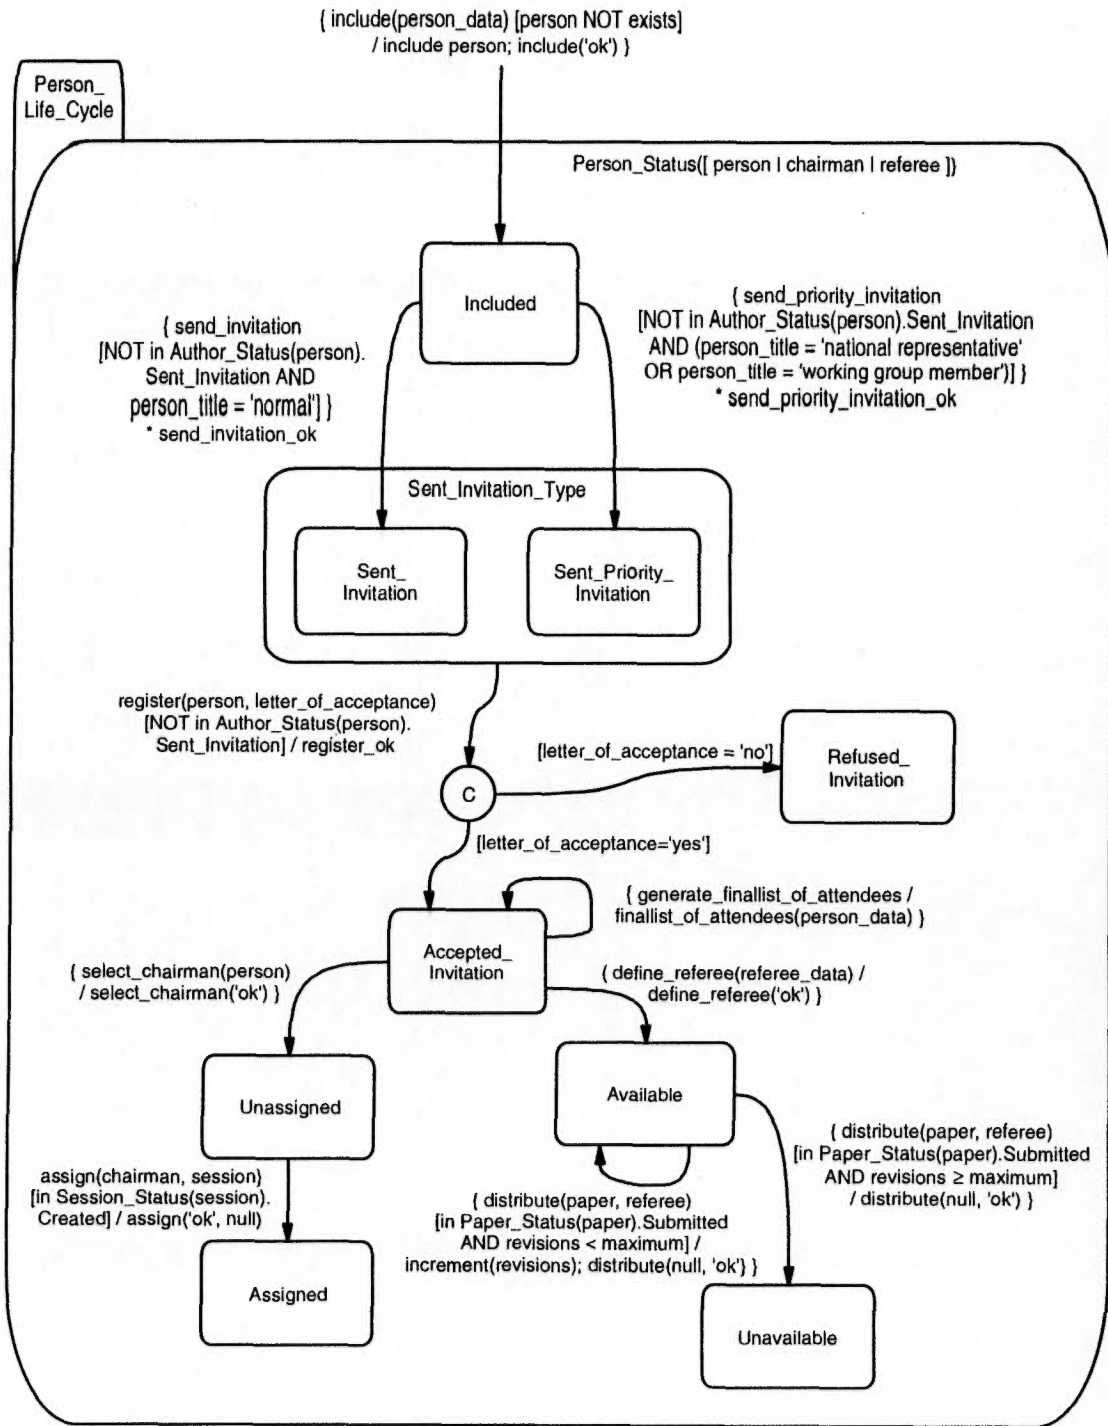 { include(person_data) [person NOT exists]
/ include person; include('ok') }
Person_
Life_Cycle
Person_Status([ person | chairman | referee ])
Included
{ send_invitation
[NOT in Author_Status(person).
Sent_Invitation AND
person_title = 'normal'] }
* send_invitation_ok
{ send_priority_invitation
[NOT in Author_Status(person).Sent_Invitation
AND (person_title = 'national representative'
OR person_title = 'working group member')] }
* send_priority_invitation_ok
Sent_Invitation_Type
Sent_
Invitation
Sent_Priority_
Invitation
register(person, letter_of_acceptance)
[NOT in Author_Status(person).
Sent_Invitation] / register_ok
[letter_of_acceptance = 'no']
Refused_
Invitation
C
[letter_of_acceptance='yes']
{ generate_finallist_of_attendees /
finallist_of_attendees(person_data) }
Accepted_
Invitation
{ select_chairman(person)
/ select_chairman('ok') }
{ define_referee(referee_data) /
define_referee('ok') }
Unassigned
Available
{ distribute(paper, referee)
[in Paper_Status(paper).Submitted
AND revisions ≥ maximum]
/ distribute(null, 'ok') }
assign(chairman, session)
[in Session_Status(session).
Created] / assign('ok', null)
{ distribute(paper, referee)
[in Paper_Status(paper).Submitted
AND revisions < maximum] /
increment(revisions); distribute(null, 'ok') }
Assigned
Unavailable